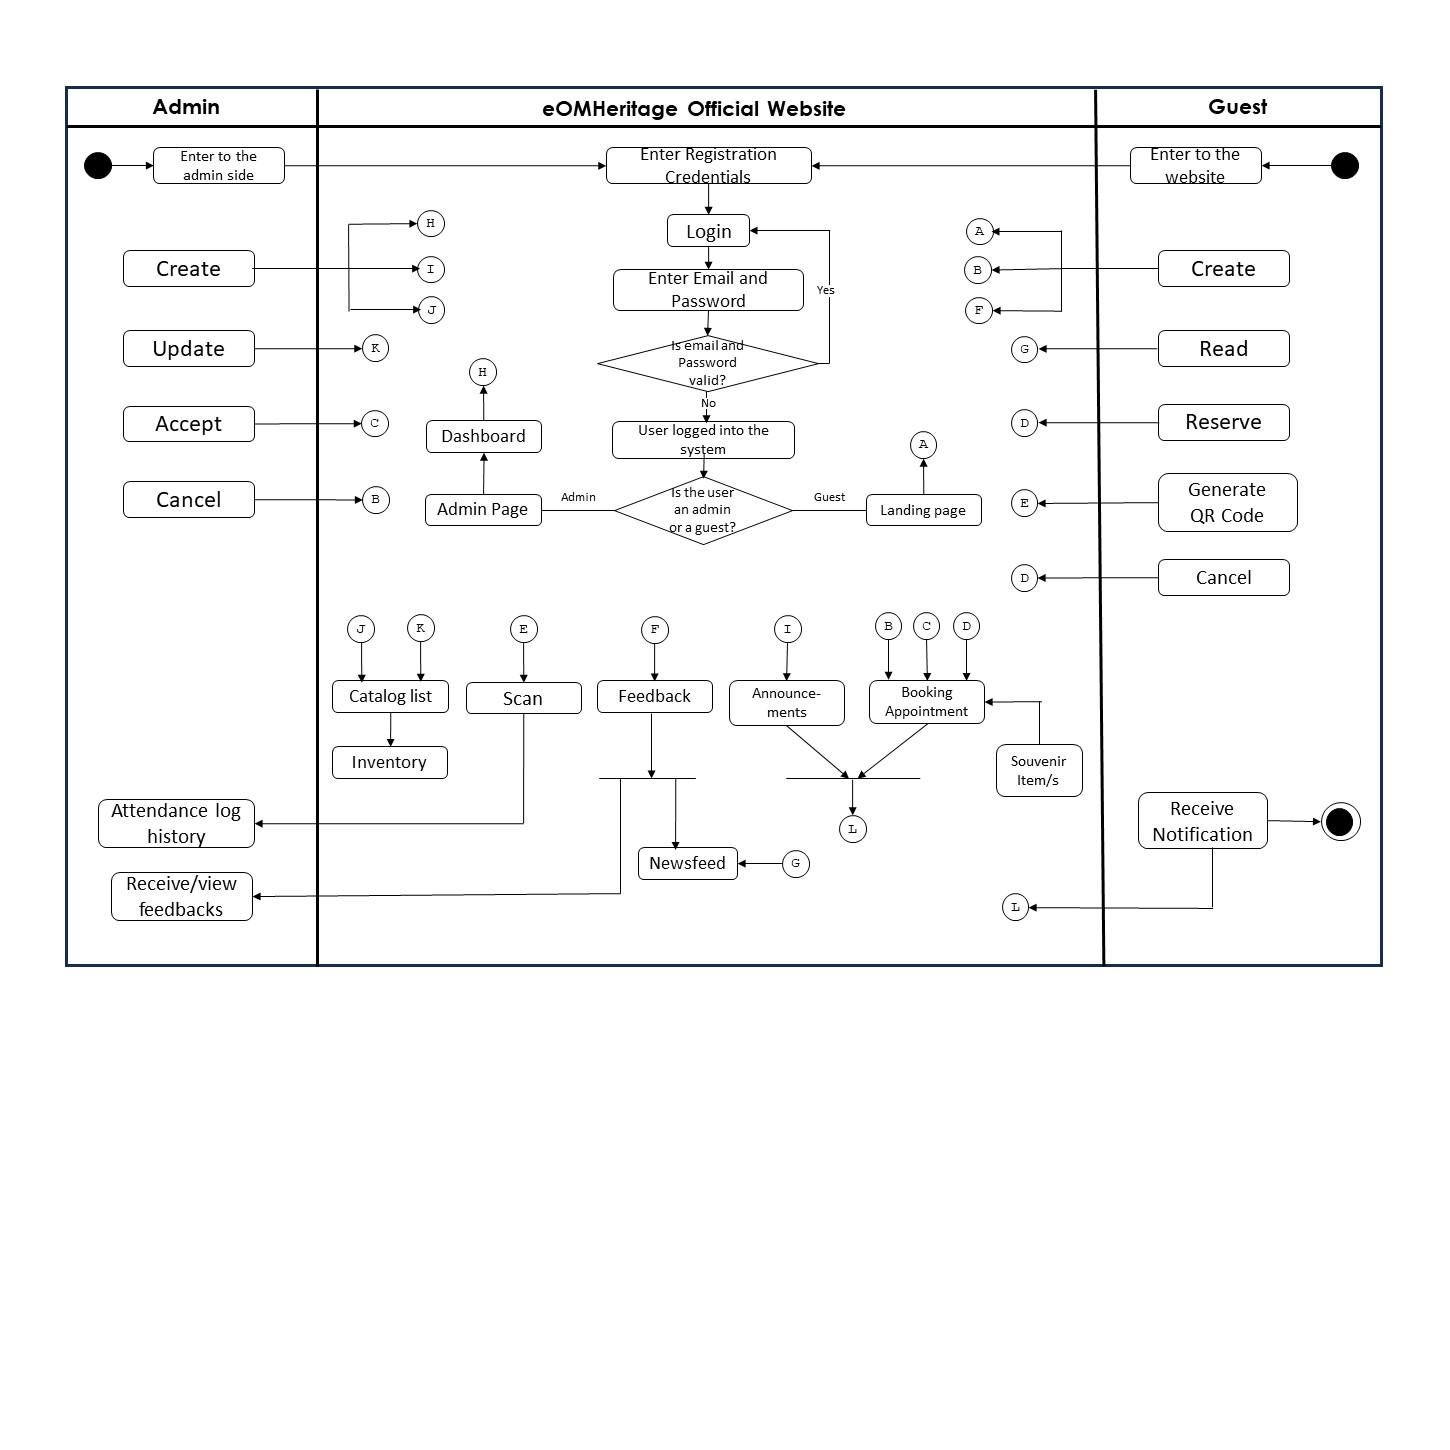 Admin
eOMHeritage Official Website
Guest
Enter to the
admin side
Enter Registration
Credentials
Enter to the
website
H
I
J
Login
A
B
F
Create
Create
Enter Email and
Password
Yes
Update
K
Is email and
Password
valid?
G
Read
H
No
Accept
C
Dashboard
User logged into the
system
A
D
Reserve
Cancel
B
Admin Page
Admin
Is the user
an admin
or a guest?
Guest
Landing page
E
Generate
QR Code
D
Cancel
J
K
E
F
I
B
C
D
Catalog list
Scan
Feedback
Announce-
ments
Booking
Appointment
Inventory
Souvenir
Item/s
Attendance log
history
L
Receive
Notification
Newsfeed
G
Receive/view
feedbacks
L